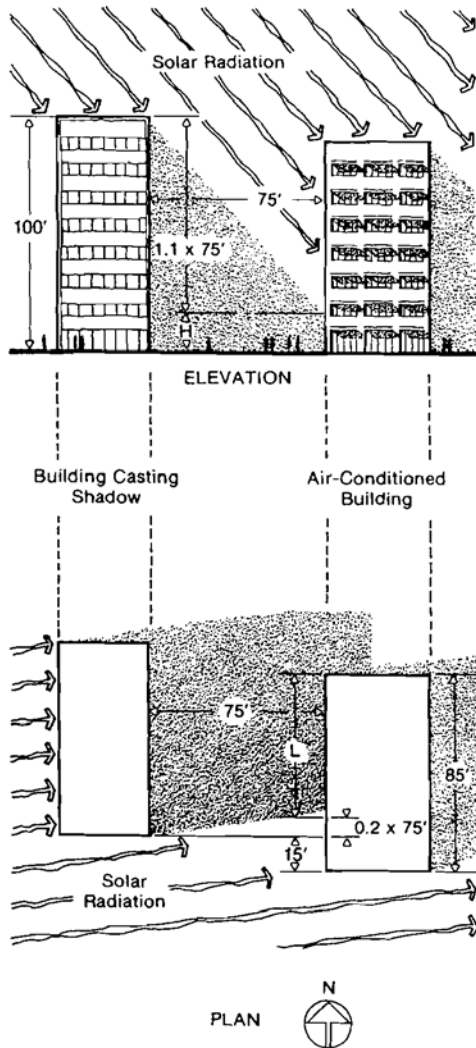 Solar Radiation
100'
75'
1.1 x 75'
H
ELEVATION
Building Casting
Shadow
Air-Conditioned
Building
75'
L
85'
0.2 x 75'
15'
Solar
Radiation
N
PLAN